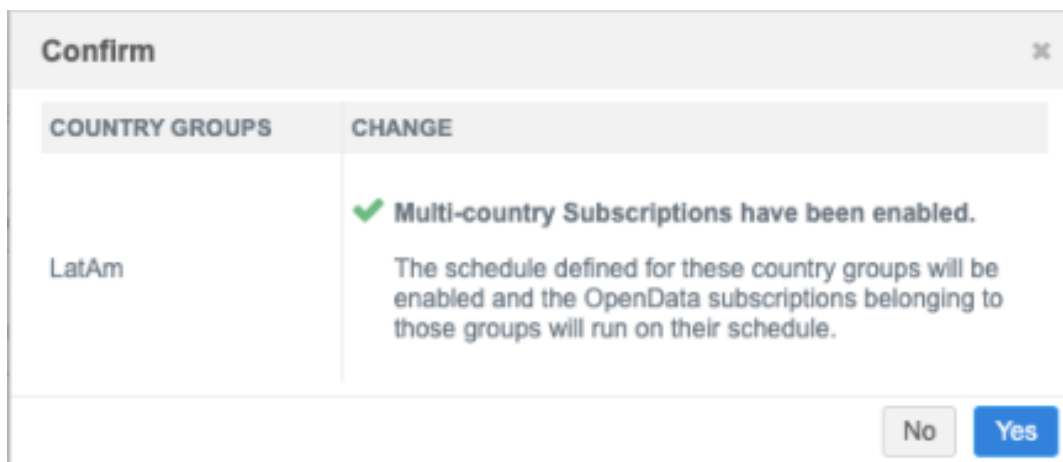 Confirm
COUNTRY GROUPS CHANGE
Multi-country Subscriptions have been enabled.
LatAm
The schedule defined for these country groups will be
enabled and the OpenData subscriptions belonging to
those groups will run on their schedule.
No Yes